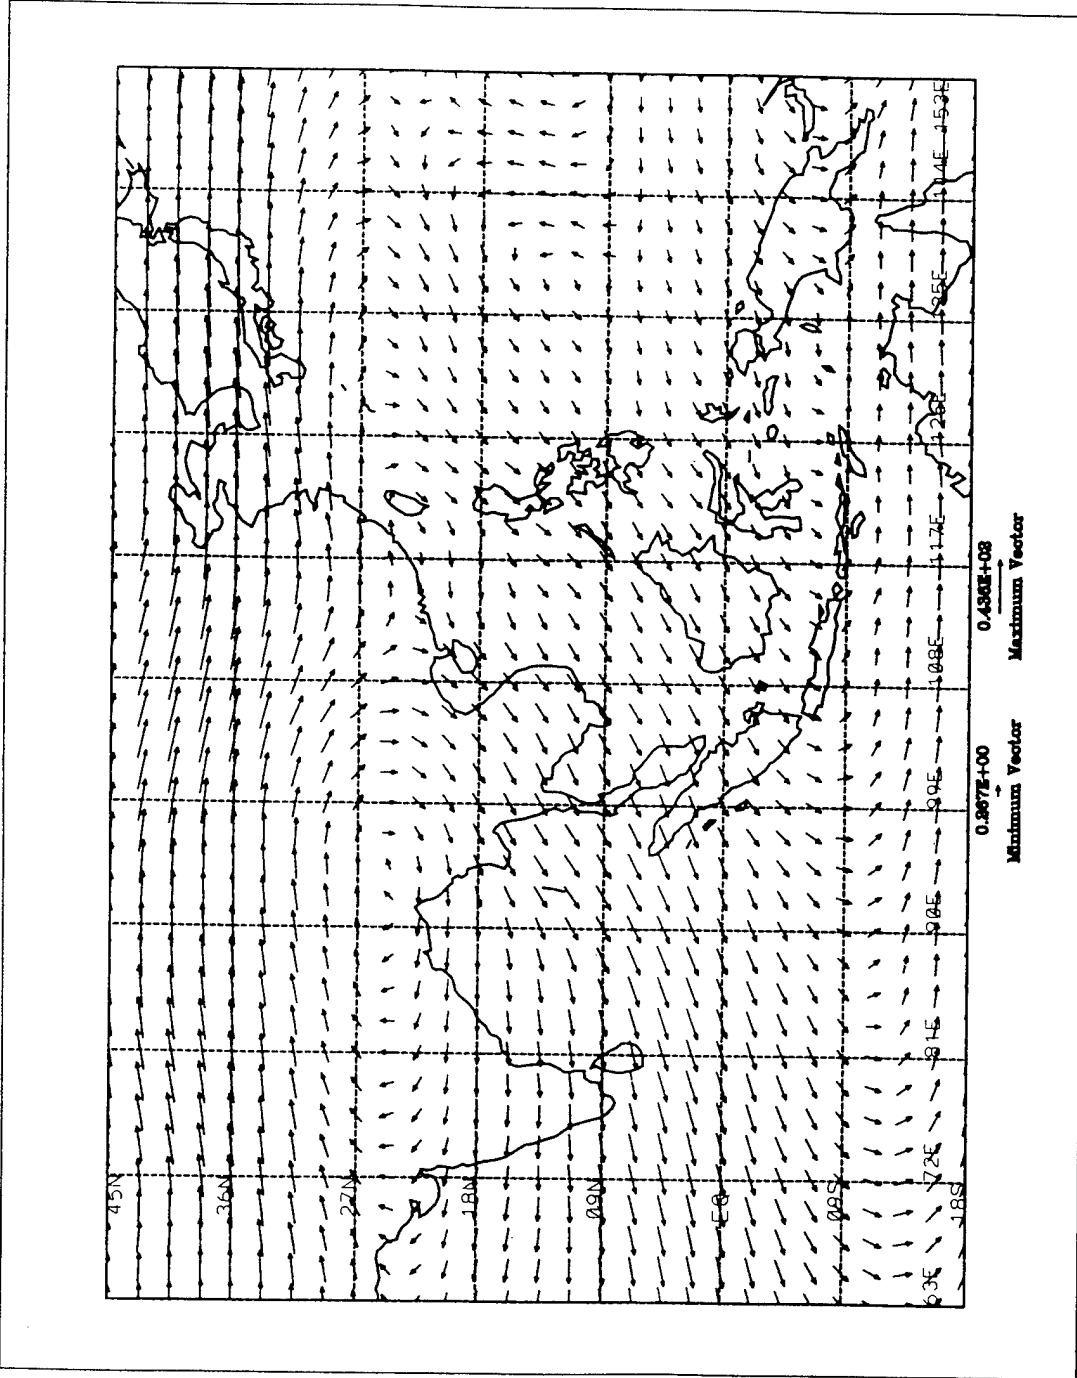 45N
36N
27N
18N
09N
EQ
09S
18S
63E
72E
81E
90E
99E
108E
117E
126E
135E
144E
153E
0.267E+00
Minimum Vector
0.436E+02
Maximum Vector